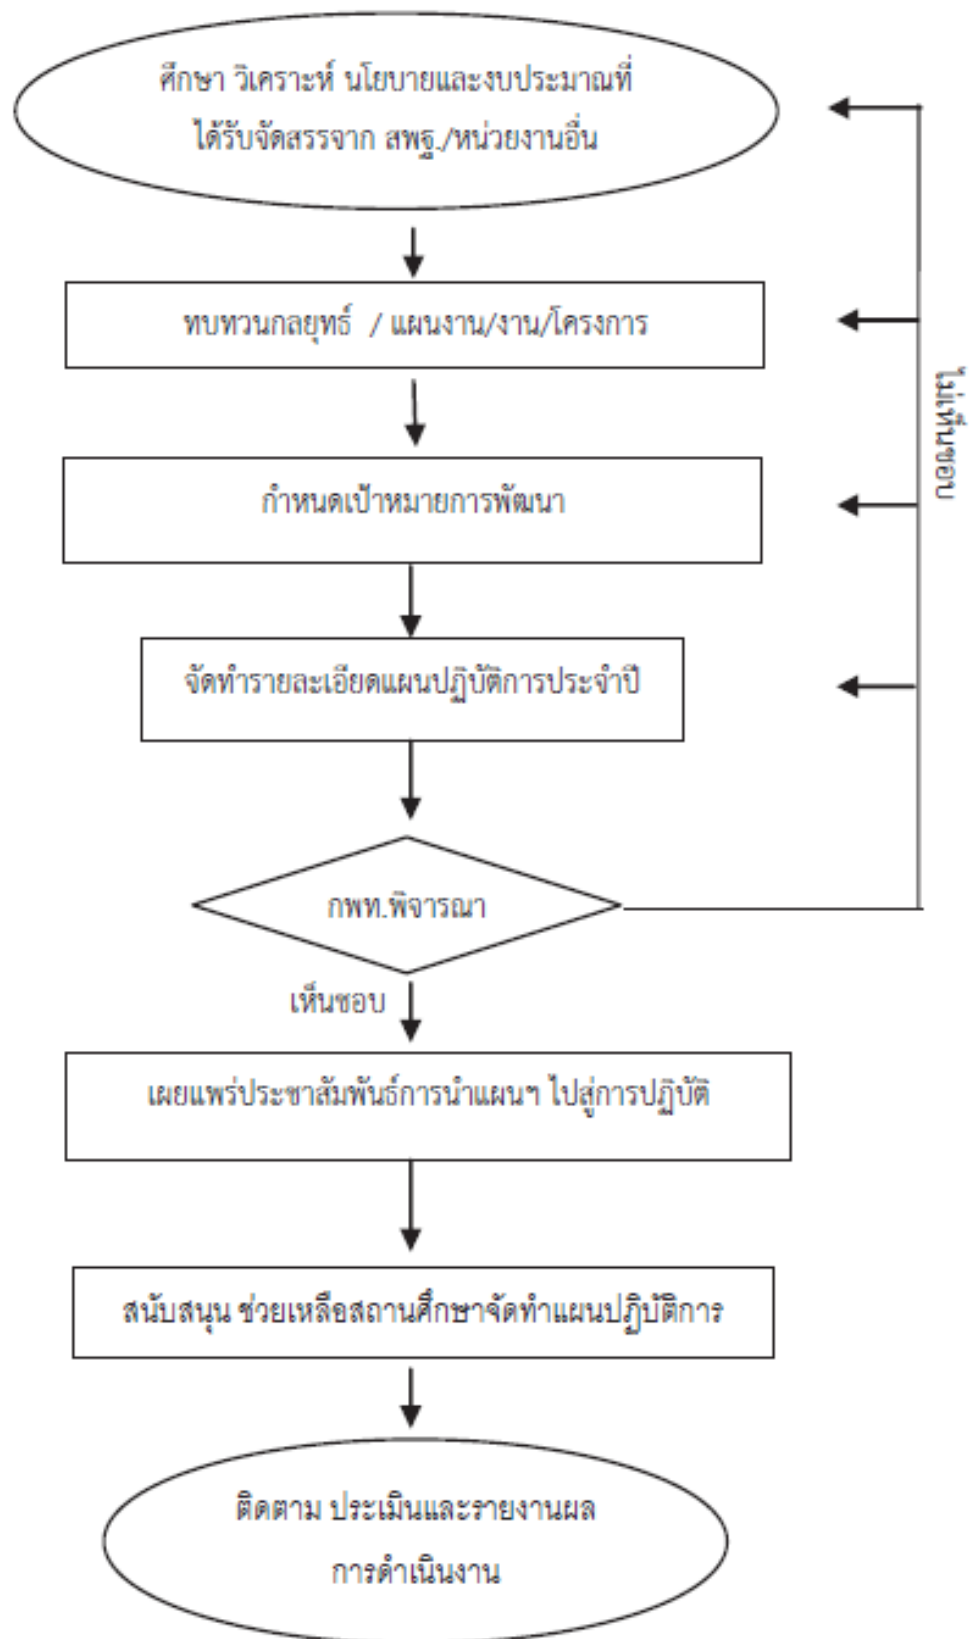 ศึกษา วิเคราะห์ นโยบายและงบประมาณที่
ได้รับจัดสรรจาก สพฐ./หน่วยงานอื่น
ทบทวนกลยุทธ์ / แผนงาน/งาน/โครงการ
กำหนดเป้าหมายการพัฒนา
จัดทำรายละเอียดแผนปฏิบัติการประจำปี
กพท.พิจารณา
ไม่เห็นชอบ
เห็นชอบ
เผยแพร่ประชาสัมพันธ์การนำแผนฯ ไปสู่การปฏิบัติ
สนับสนุน ช่วยเหลือสถานศึกษาจัดทำแผนปฏิบัติการ
ติดตาม ประเมินและรายงานผล
การดำเนินงาน